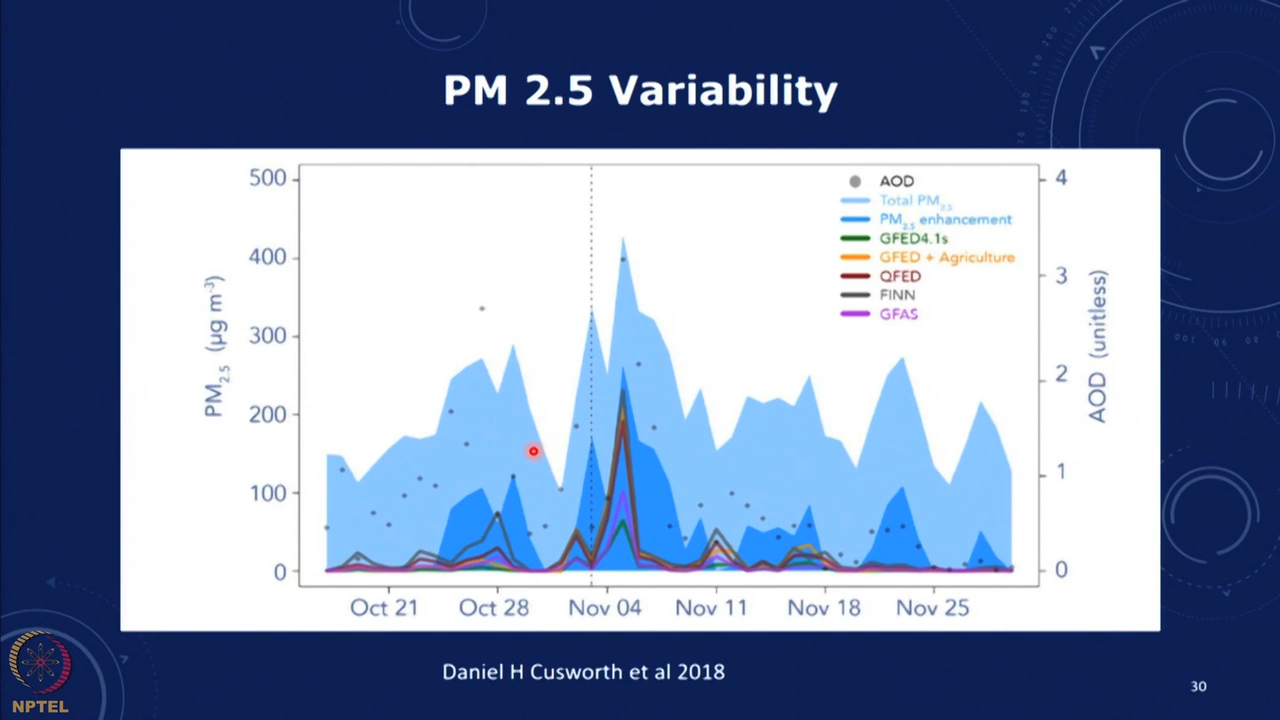 PM 2.5 Variability
500
400
300
200
100
0
PM2.5 (µg m-3)
AOD
Total PM2.5
PM2.5 enhancement
GFED4.1s
GFED + Agriculture
QFED
FINN
GFAS
4
3
2
1
0
AOD (unitless)
Oct 21 Oct 28 Nov 04 Nov 11 Nov 18 Nov 25
Daniel H Cusworth et al 2018
30
NPTEL